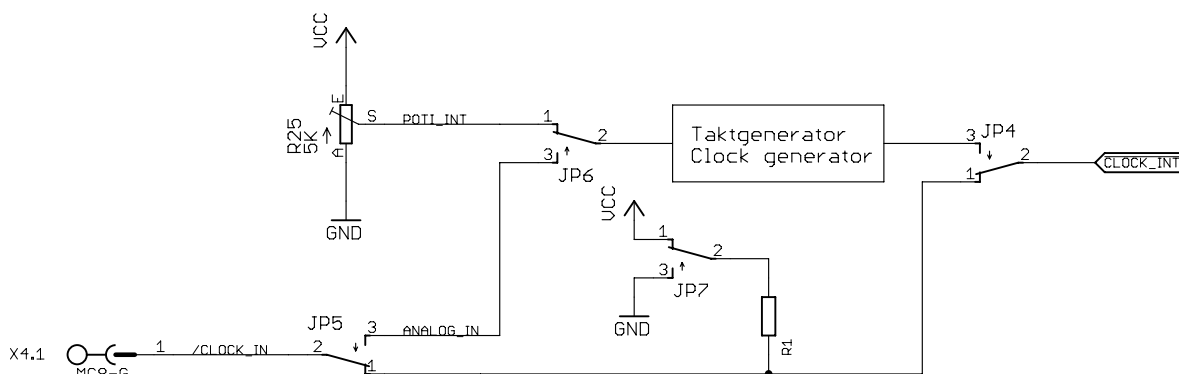 VCC
E
R25
5K
A
S
POTI_INT
GND
1
2
3
JP6
Taktgenerator
Clock generator
3
JP4
2
1
CLOCK_INT
VCC
1
2
3
JP7
GND
R1
JP5
3
ANALOG_IN
X4.1
1
/CLOCK_IN
2
1